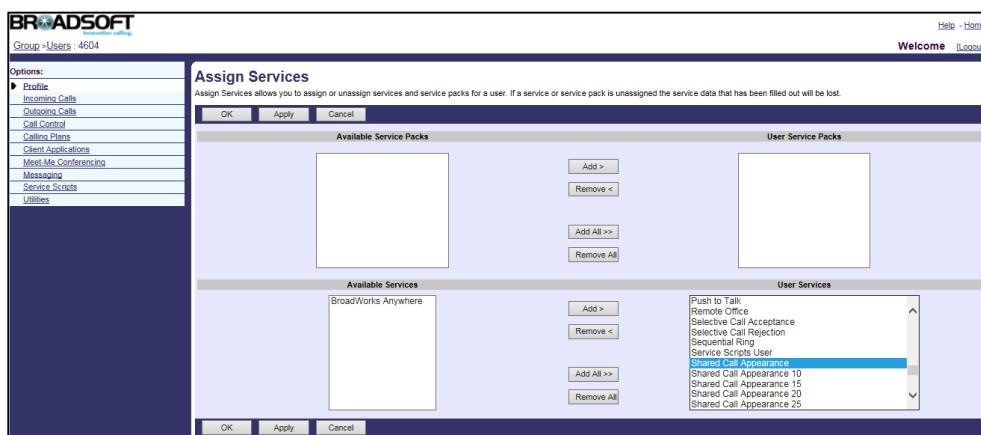 BROADSOFT
innovation calling.
Help - Hom
Group >Users : 4604
Welcome [Logou
Options:
Profile
Incoming Calls
Outgoing Calls
Call Control
Calling Plans
Client Applications
Meet-Me Conferencing
Messaging
Service Scripts
Utilities
Assign Services
Assign Services allows you to assign or unassign services and service packs for a user. If a service or service pack is unassigned the service data that has been filled out will be lost.
OK Apply Cancel
Available Service Packs User Service Packs
Add >
Remove <
Add All >>
Remove All
Available Services User Services
BroadWorks Anywhere
Add >
Remove <
Add All >>
Remove All
Push to Talk
Remote Office
Selective Call Acceptance
Selective Call Rejection
Sequential Ring
Service Scripts User
Shared Call Appearance
Shared Call Appearance 10
Shared Call Appearance 15
Shared Call Appearance 20
Shared Call Appearance 25
OK Apply Cancel